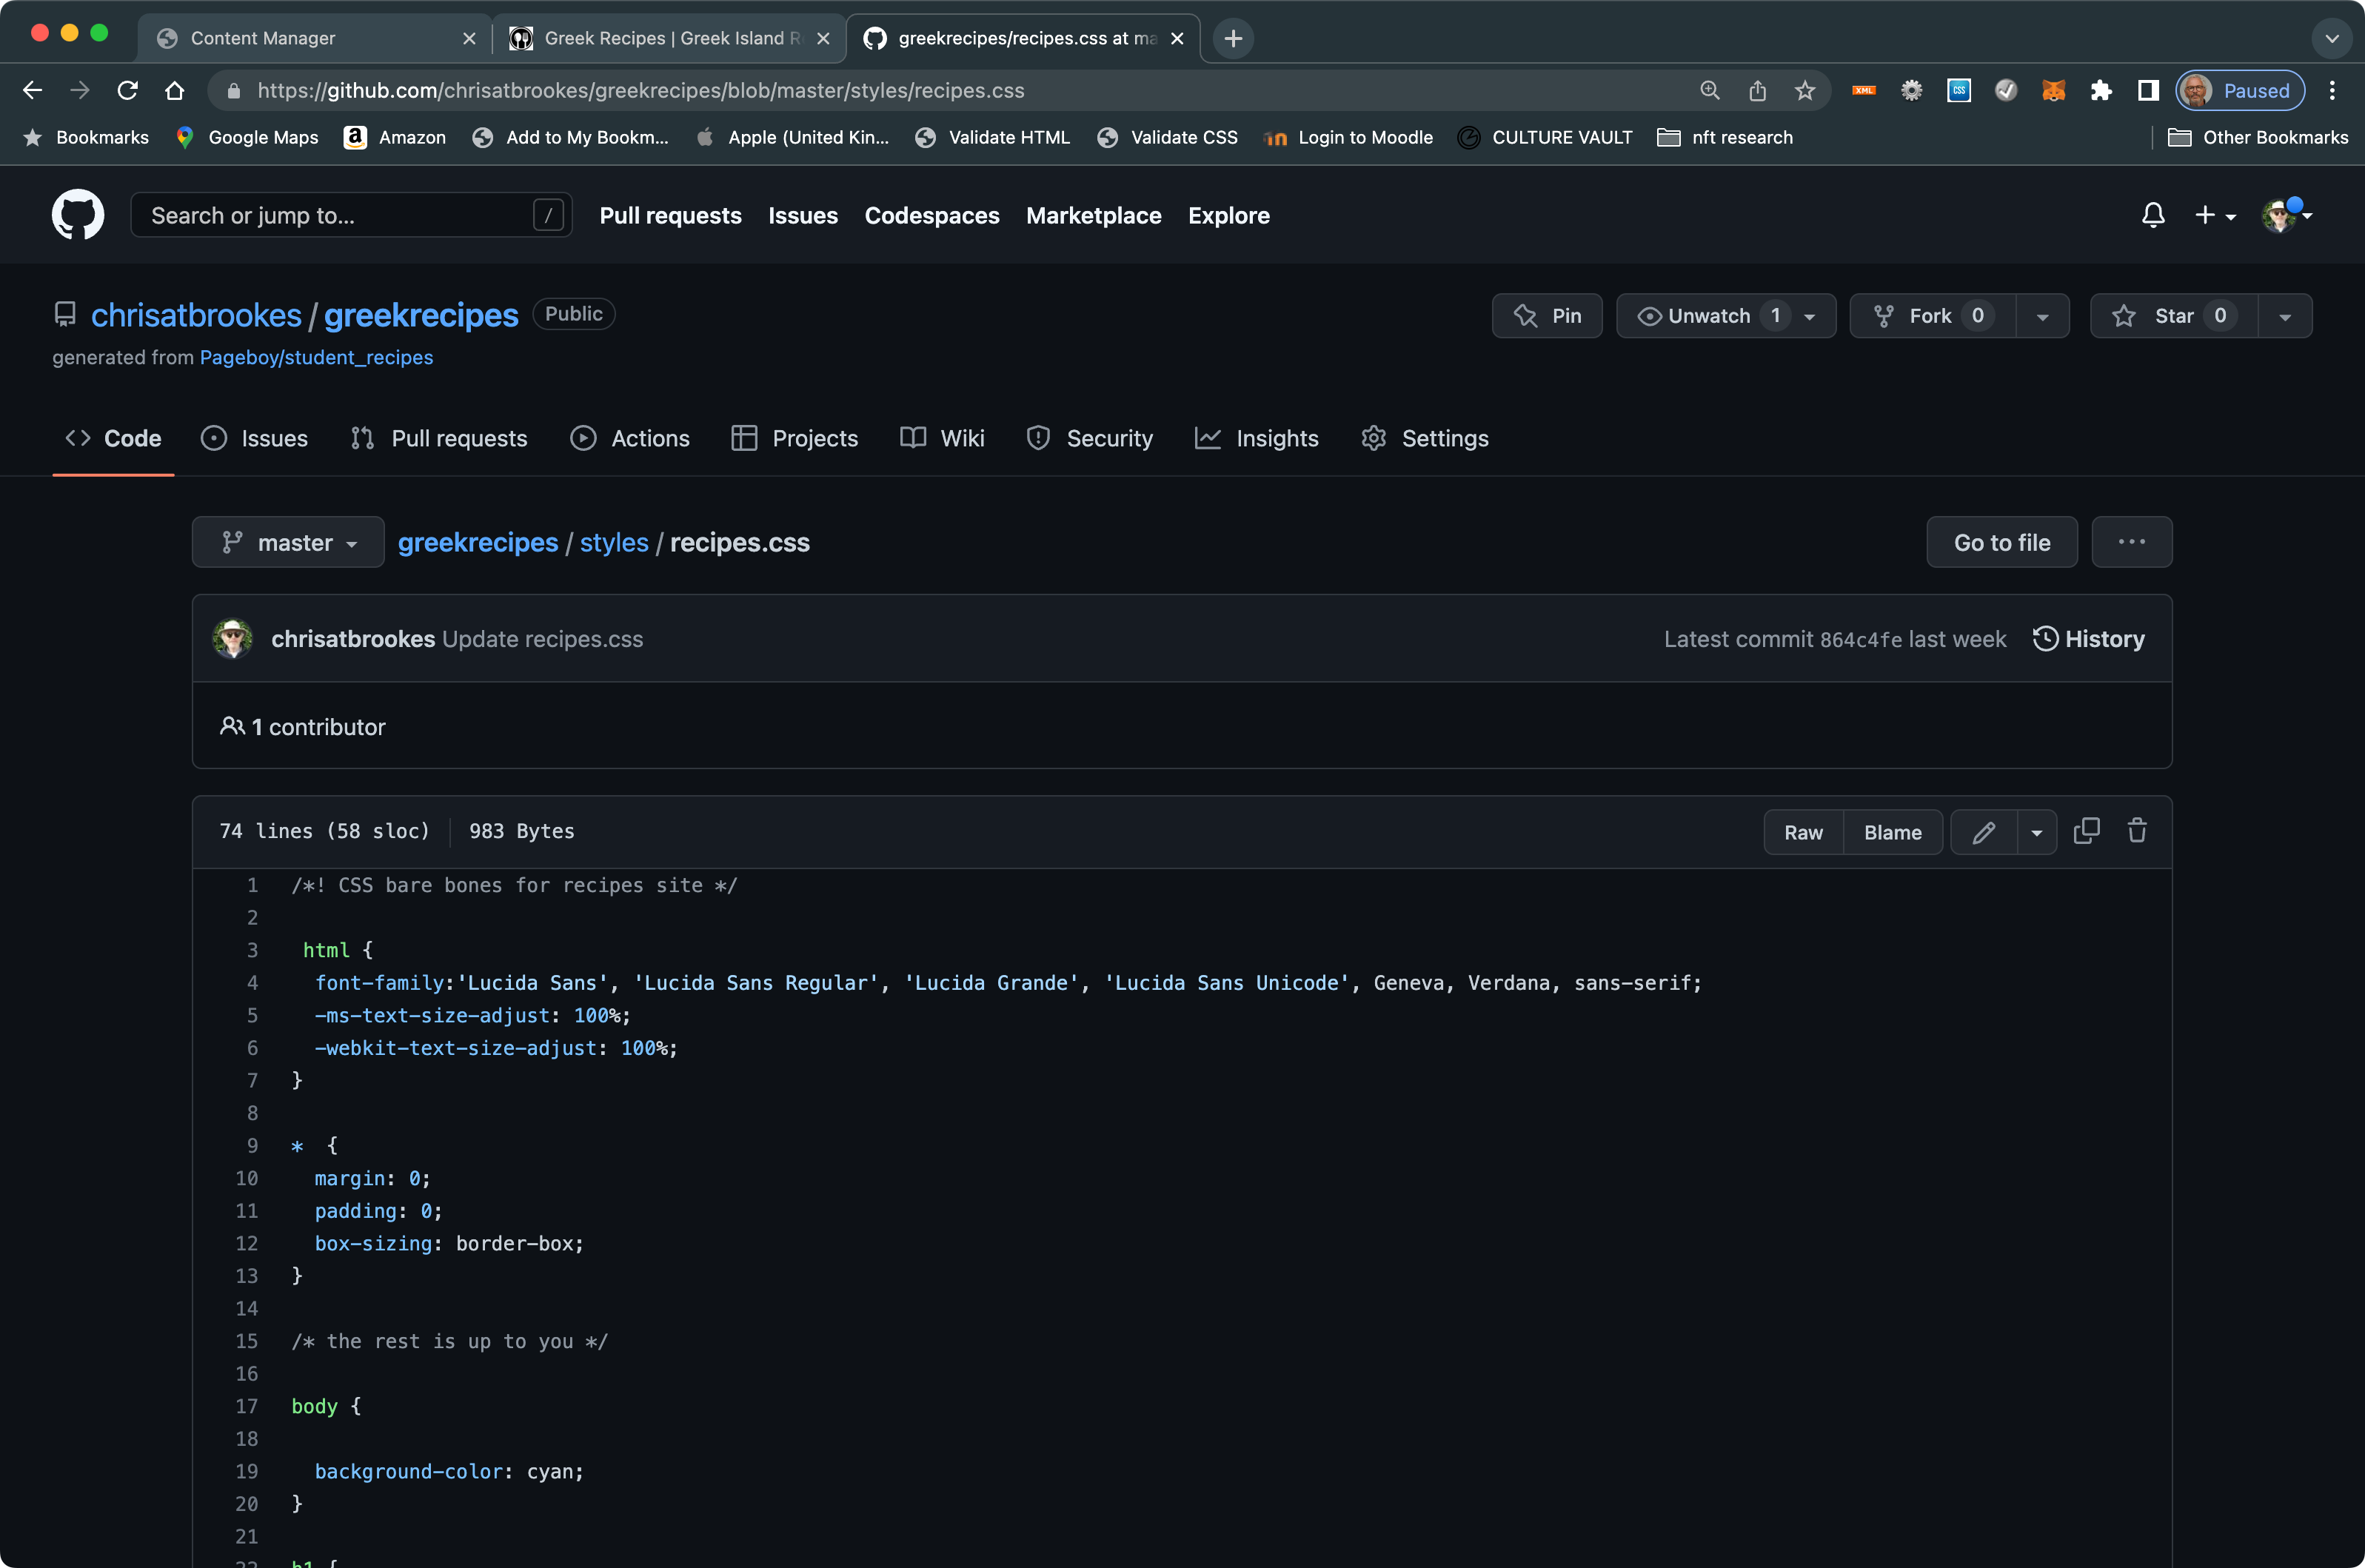 Content Manager
Greek Recipes | Greek Island R
greekrecipes/recipes.css at ma
https://github.com/chrisatbrookes/greekrecipes/blob/master/styles/recipes.css
XML
CSS
Paused
Bookmarks
Google Maps
Amazon
Add to My Bookm...
Apple (United Kin...
Validate HTML
Validate CSS
Login to Moodle
CULTURE VAULT
nft research
Other Bookmarks
Search or jump to...
/
Pull requests
Issues
Codespaces
Marketplace
Explore
chrisatbrookes / greekrecipes
Public
Pin
Unwatch 1
Fork 0
Star 0
generated from Pageboy/student_recipes
Code
Issues
Pull requests
Actions
Projects
Wiki
Security
Insights
Settings
master
greekrecipes / styles / recipes.css
Go to file
...
chrisatbrookes Update recipes.css
Latest commit 864c4fe last week
History
1 contributor
74 lines (58 sloc)
983 Bytes
Raw
Blame
1 /*! CSS bare bones for recipes site */
2
3 html {
4 font-family:'Lucida Sans', 'Lucida Sans Regular', 'Lucida Grande', 'Lucida Sans Unicode', Geneva, Verdana, sans-serif;
5 -ms-text-size-adjust: 100%;
6 -webkit-text-size-adjust: 100%;
7 }
8
9 * {
10 margin: 0;
11 padding: 0;
12 box-sizing: border-box;
13 }
14
15 /* the rest is up to you */
16
17 body {
18
19 background-color: cyan;
20 }
21
22 h1 {